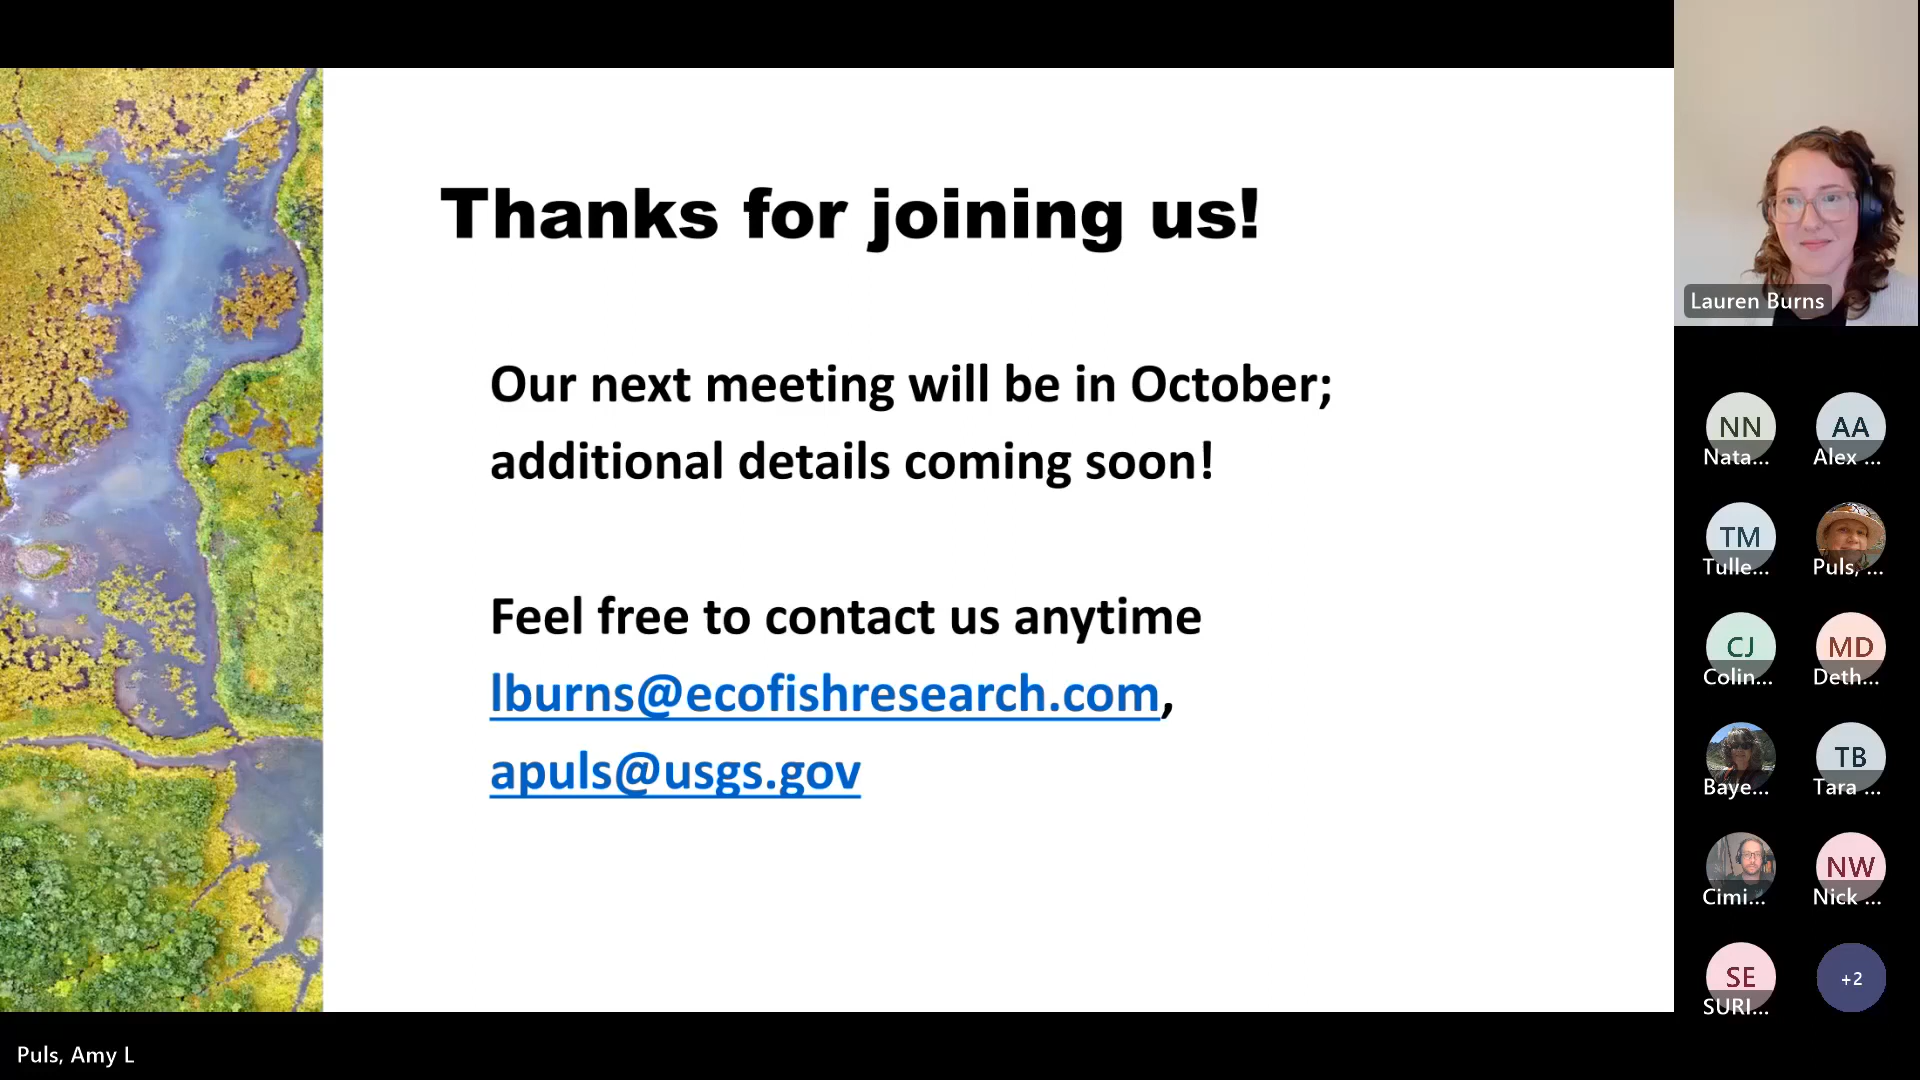 Thanks for joining us!
Our next meeting will be in October;
additional details coming soon!
Feel free to contact us anytime
lburns@ecofishresearch.com,
apuls@usgs.gov
Lauren Burns
NN
Nata...
AA
Alex ...
TM
Tulle...
Puls, ...
CJ
Colin...
MD
Deth...
Baye...
TB
Tara ...
Cimi...
NW
Nick ...
SE
SURI...
+2
Puls, Amy L